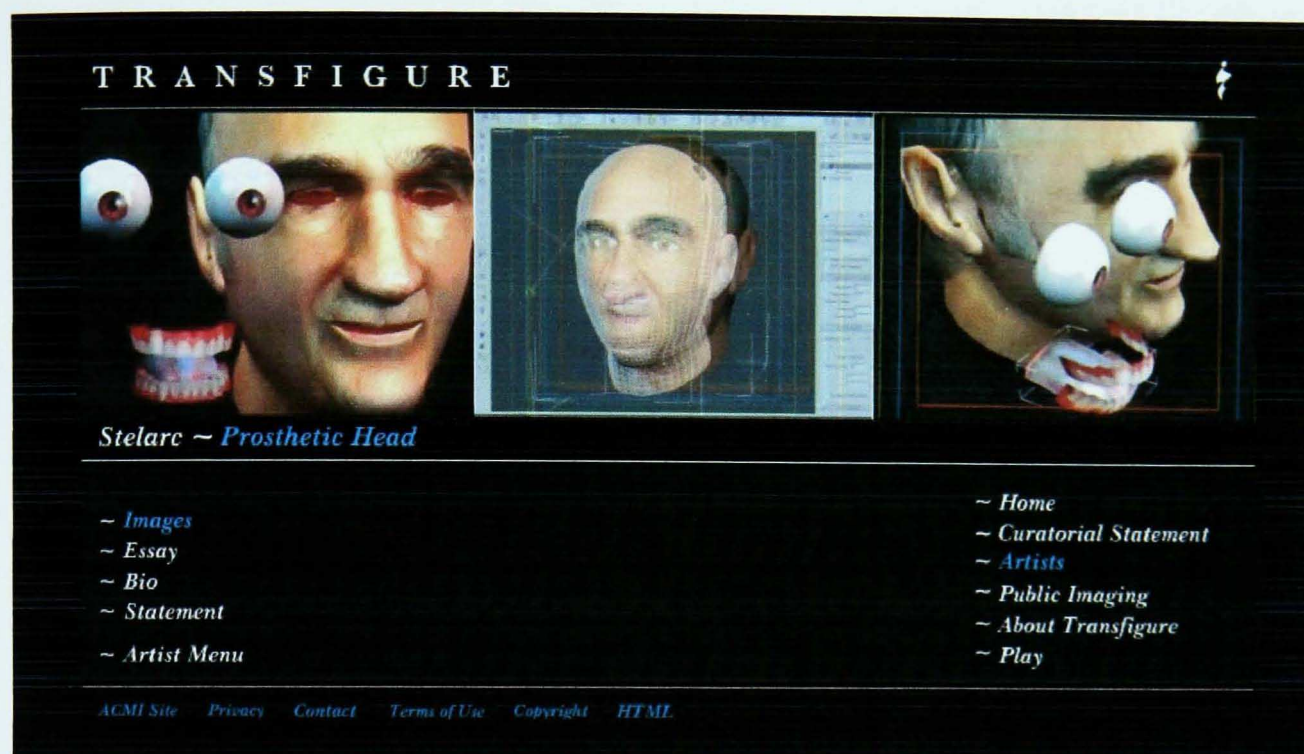 TRANSFIGURE
Stelarc ~ Prosthetic Head
~ Images
~ Essay
~ Bio
~ Statement
~ Artist Menu
~ Home
~ Curatorial Statement
~ Artists
~ Public Imaging
~ About Transfigure
~ Play
ACMI Site Privacy Contact Terms of Use Copyright HTML